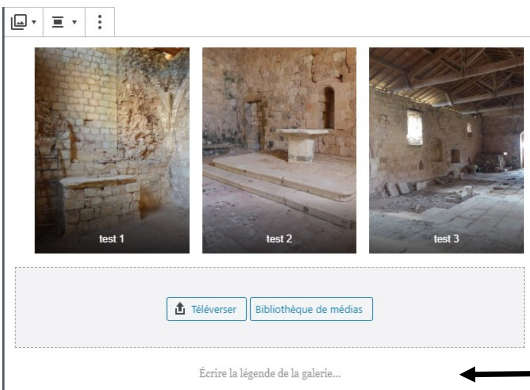 test 1
test 2
test 3
Téléverser
Bibliothèque de médias
Écrire la légende de la galerie...